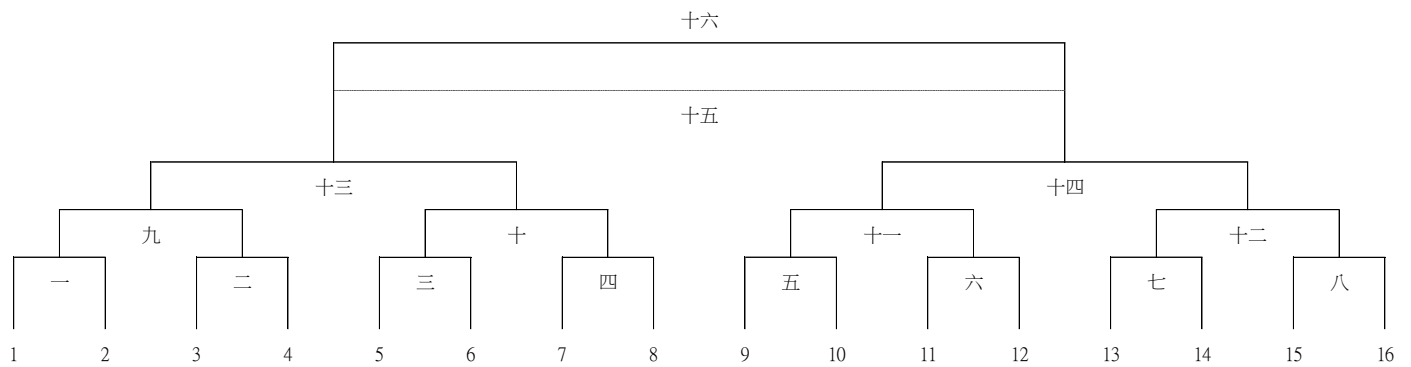 十六
十五
十三 十四
九 十 十一 十二
一 二 三 四 五 六 七 八
1 2 3 4 5 6 7 8 9 10 11 12 13 14 15 16